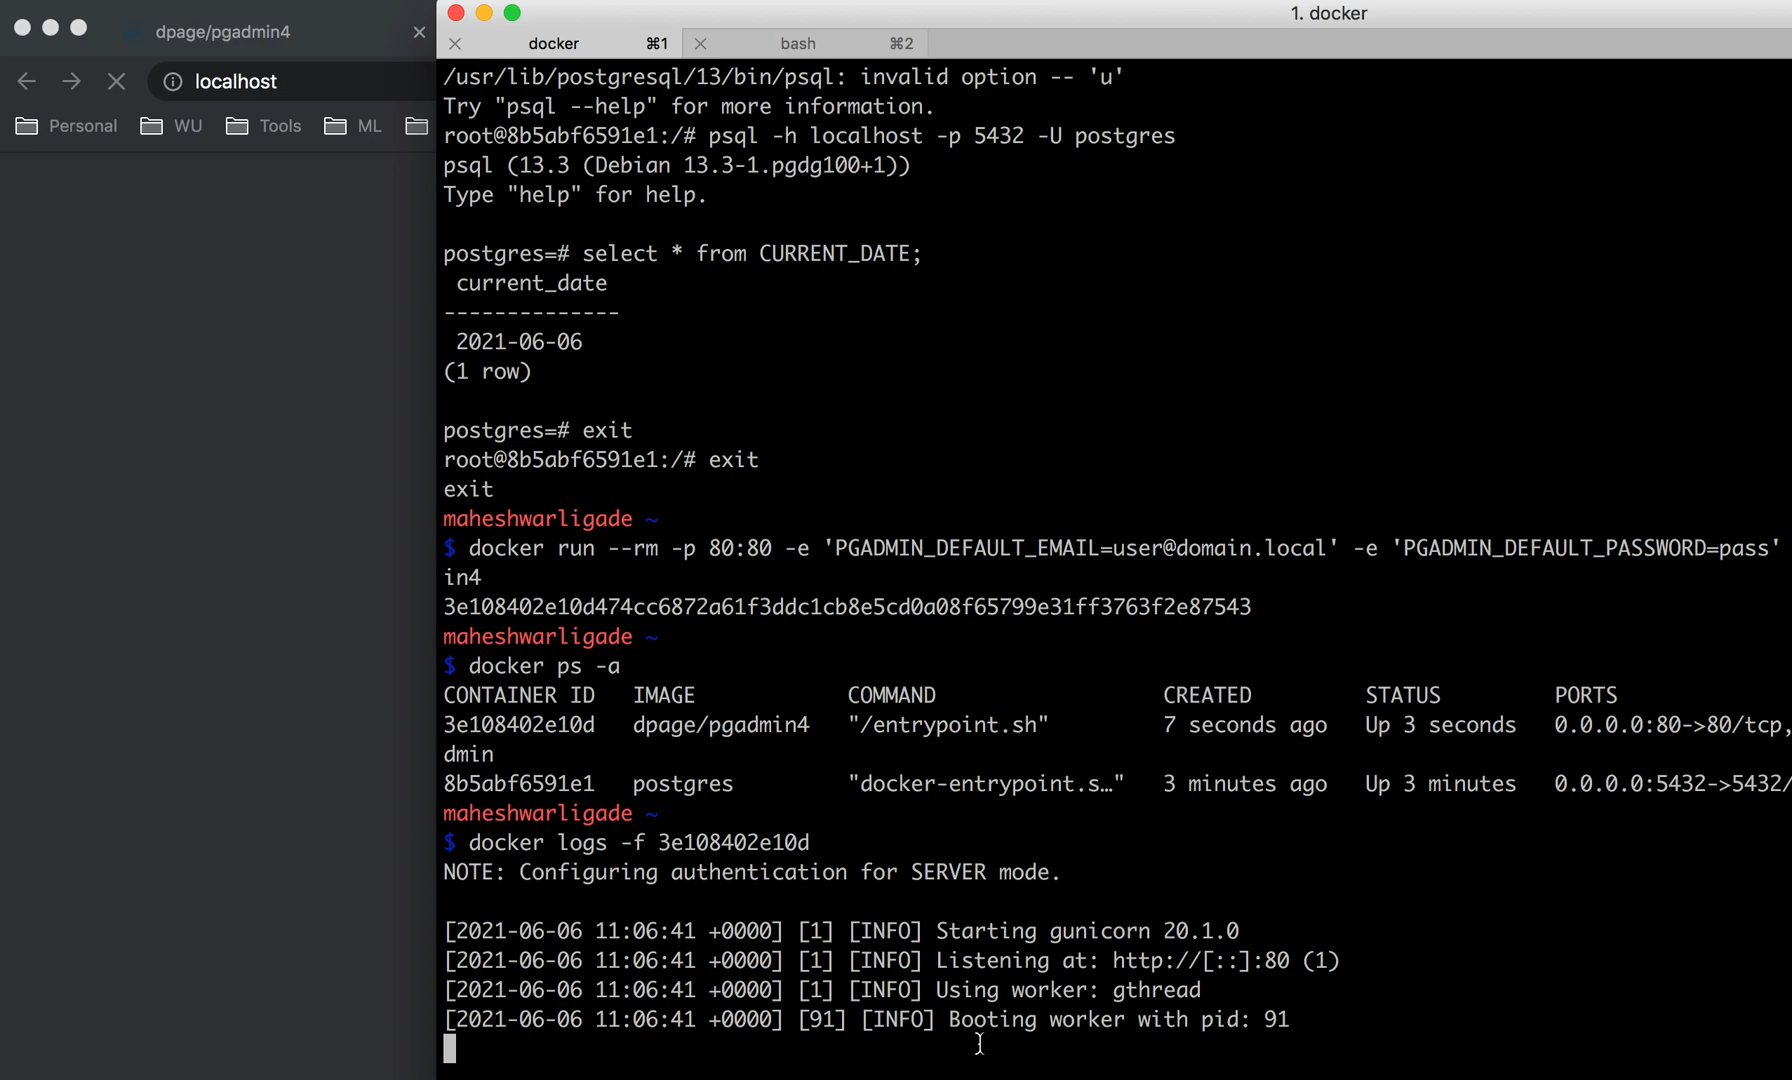 dpage/pgadmin4
localhost
Personal WU Tools ML
1. docker
docker ⌘1 bash ⌘2
/usr/lib/postgresql/13/bin/psql: invalid option -- 'u'
Try "psql --help" for more information.
root@8b5abf6591e1:/# psql -h localhost -p 5432 -U postgres
psql (13.3 (Debian 13.3-1.pgdg100+1))
Type "help" for help.
postgres=# select * from CURRENT_DATE;
current_date
--------------
2021-06-06
(1 row)
postgres=# exit
root@8b5abf6591e1:/# exit
exit
maheshwarligade ~
$ docker run --rm -p 80:80 -e 'PGADMIN_DEFAULT_EMAIL=user@domain.local' -e 'PGADMIN_DEFAULT_PASSWORD=pass'
in4
3e108402e10d474cc6872a61f3ddc1cb8e5cd0a08f65799e31ff3763f2e87543
maheshwarligade ~
$ docker ps -a
CONTAINER ID IMAGE COMMAND CREATED STATUS PORTS
3e108402e10d dpage/pgadmin4 "/entrypoint.sh" 7 seconds ago Up 3 seconds 0.0.0.0:80->80/tcp,
dmin
8b5abf6591e1 postgres "docker-entrypoint.s…" 3 minutes ago Up 3 minutes 0.0.0.0:5432->5432/
maheshwarligade ~
$ docker logs -f 3e108402e10d
NOTE: Configuring authentication for SERVER mode.
[2021-06-06 11:06:41 +0000] [1] [INFO] Starting gunicorn 20.1.0
[2021-06-06 11:06:41 +0000] [1] [INFO] Listening at: http://[::]:80 (1)
[2021-06-06 11:06:41 +0000] [1] [INFO] Using worker: gthread
[2021-06-06 11:06:41 +0000] [91] [INFO] Booting worker with pid: 91